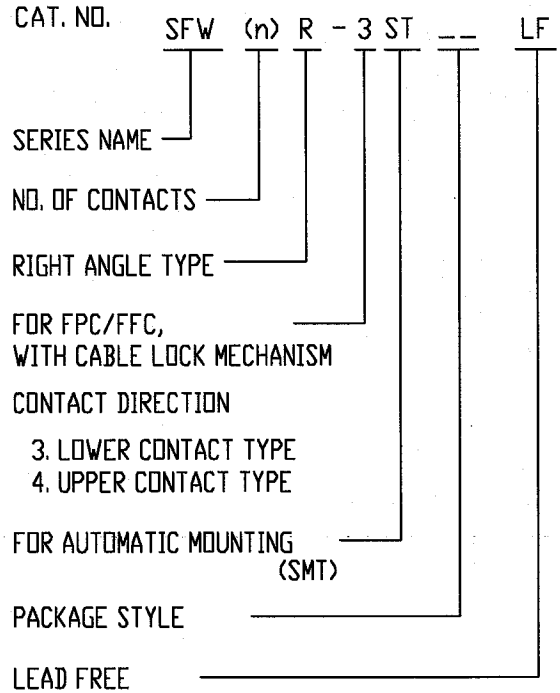 CAT. NO. SFW (n) R - 3 ST __ LF
SERIES NAME
NO. OF CONTACTS
RIGHT ANGLE TYPE
FOR FPC/FFC,
WITH CABLE LOCK MECHANISM
CONTACT DIRECTION
3. LOWER CONTACT TYPE
4. UPPER CONTACT TYPE
FOR AUTOMATIC MOUNTING
(SMT)
PACKAGE STYLE
LEAD FREE